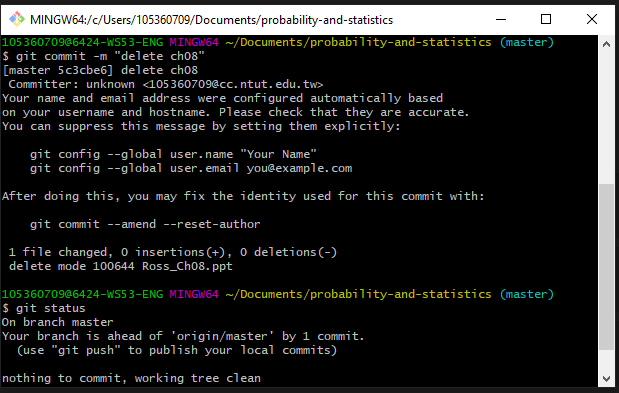 MINGW64:/c/Users/105360709/Documents/probability-and-statistics
105360709@6424-WS53-ENG MINGW64 ~/Documents/probability-and-statistics (master)
$ git commit -m "delete ch08"
[master 5c3cbe6] delete ch08
 Committer: unknown <105360709@cc.ntut.edu.tw>
Your name and email address were configured automatically based
on your username and hostname. Please check that they are accurate.
You can suppress this message by setting them explicitly:

    git config --global user.name "Your Name"
    git config --global user.email you@example.com

After doing this, you may fix the identity used for this commit with:

    git commit --amend --reset-author

 1 file changed, 0 insertions(+), 0 deletions(-)
 delete mode 100644 Ross_Ch08.ppt

105360709@6424-WS53-ENG MINGW64 ~/Documents/probability-and-statistics (master)
$ git status
On branch master
Your branch is ahead of 'origin/master' by 1 commit.
  (use "git push" to publish your local commits)

nothing to commit, working tree clean